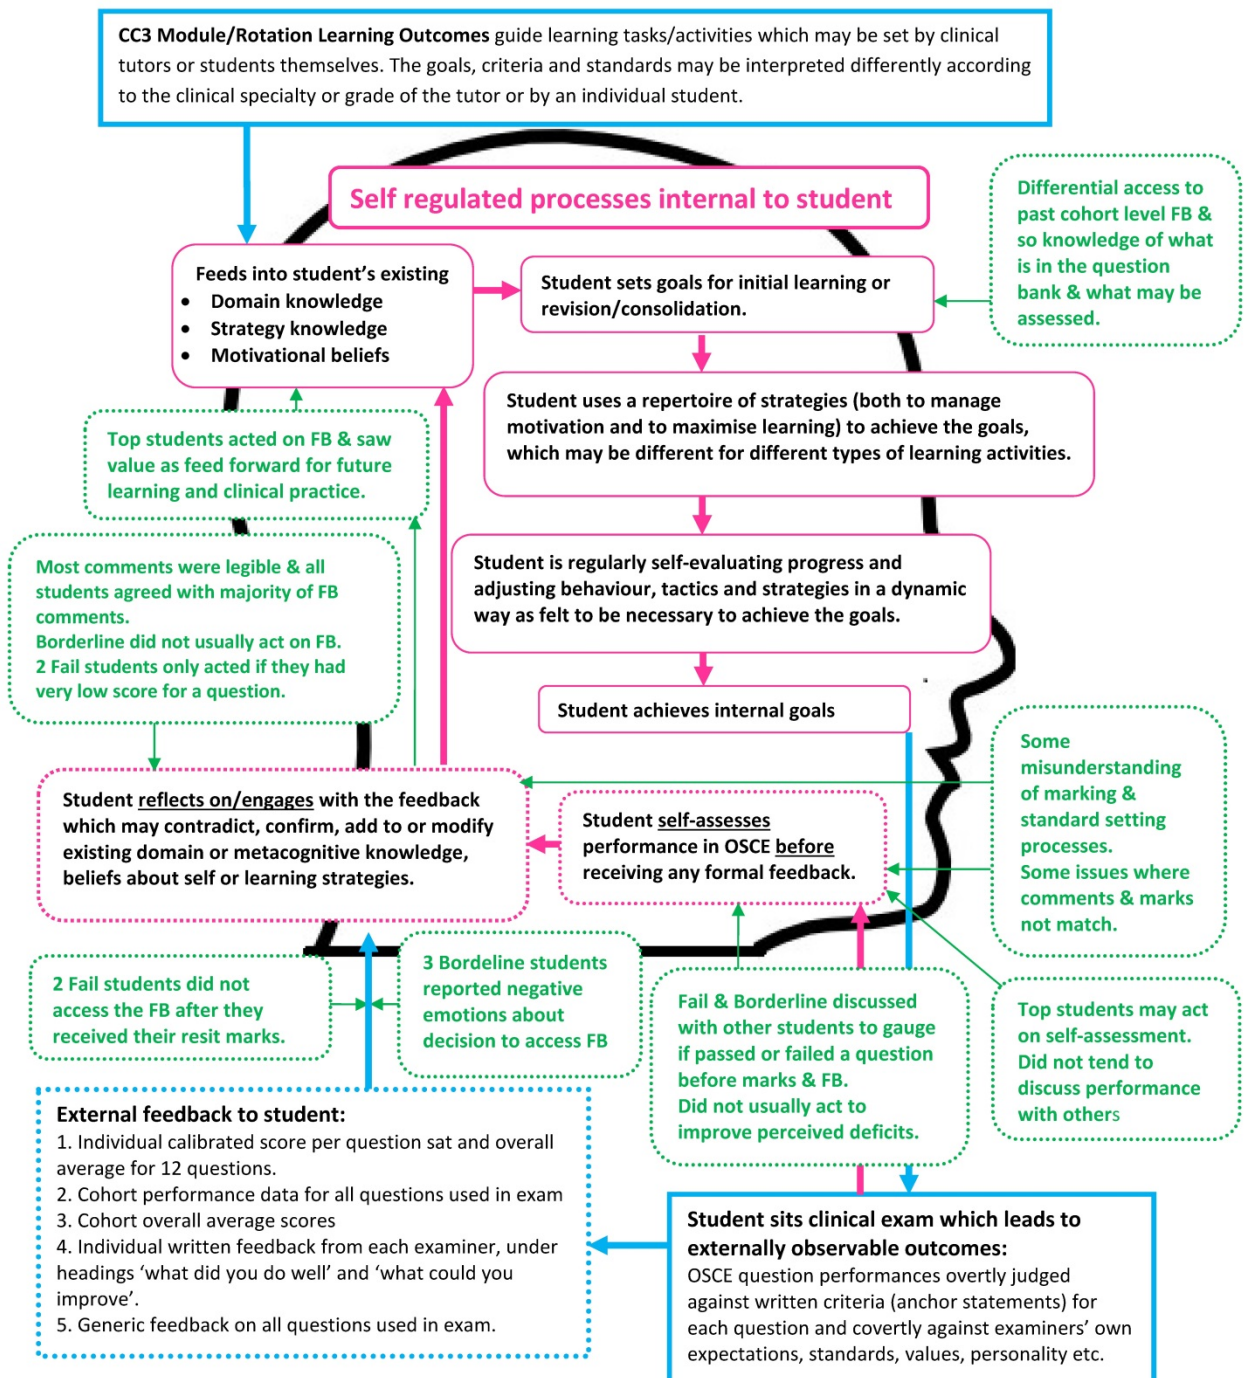 CC3 Module/Rotation Learning Outcomes guide learning tasks/activities which may be set by clinical
tutors or students themselves. The goals, criteria and standards may be interpreted differently according
to the clinical specialty or grade of the tutor or by an individual student.
Self regulated processes internal to student
Differential access to
past cohort level FB &
so knowledge of what
is in the question
bank & what may be
assessed.
Feeds into student’s existing
• Domain knowledge
• Strategy knowledge
• Motivational beliefs
Student sets goals for initial learning or
revision/consolidation.
Student uses a repertoire of strategies (both to manage
motivation and to maximise learning) to achieve the goals,
which may be different for different types of learning activities.
Top students acted on FB & saw
value as feed forward for future
learning and clinical practice.
Most comments were legible & all
students agreed with majority of FB
comments.
Borderline did not usually act on FB.
2 Fail students only acted if they had
very low score for a question.
Student is regularly self-evaluating progress and
adjusting behaviour, tactics and strategies in a dynamic
way as felt to be necessary to achieve the goals.
Student achieves internal goals
Some
misunderstanding
of marking &
standard setting
processes.
Some issues where
comments & marks
not match.
Student reflects on/engages with the feedback
which may contradict, confirm, add to or modify
existing domain or metacognitive knowledge,
beliefs about self or learning strategies.
Student self-assesses
performance in OSCE before
receiving any formal feedback.
2 Fail students did not
access the FB after they
received their resit marks.
3 Bordeline students
reported negative
emotions about
decision to access FB
Fail & Borderline discussed
with other students to gauge
if passed or failed a question
before marks & FB.
Did not usually act to
improve perceived deficits.
Top students may act
on self-assessment.
Did not tend to
discuss performance
with others
External feedback to student:
1. Individual calibrated score per question sat and overall
average for 12 questions.
2. Cohort performance data for all questions used in exam
3. Cohort overall average scores
4. Individual written feedback from each examiner, under
headings ‘what did you do well’ and ‘what could you
improve’.
5. Generic feedback on all questions used in exam.
Student sits clinical exam which leads to
externally observable outcomes:
OSCE question performances overtly judged
against written criteria (anchor statements) for
each question and covertly against examiners’ own
expectations, standards, values, personality etc.